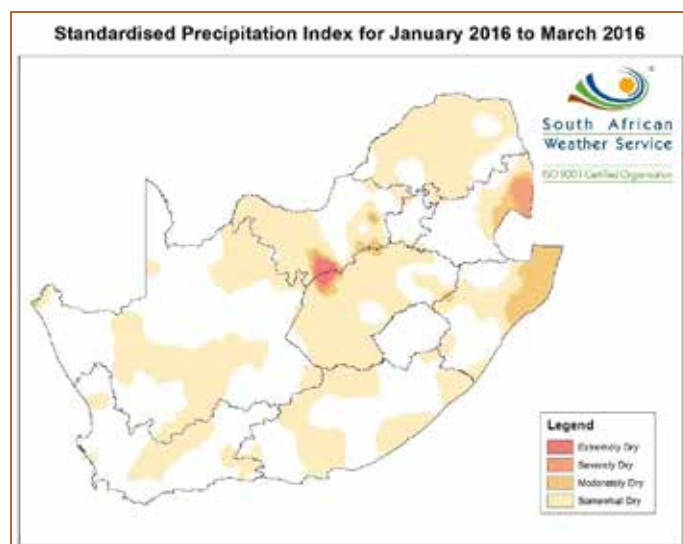 Standardised Precipitation Index for January 2016 to March 2016
South African
Weather Service
ISO 9001 Certified Organisation
Legend
Extremely Dry
Severely Dry
Moderately Dry
Somewhat Dry